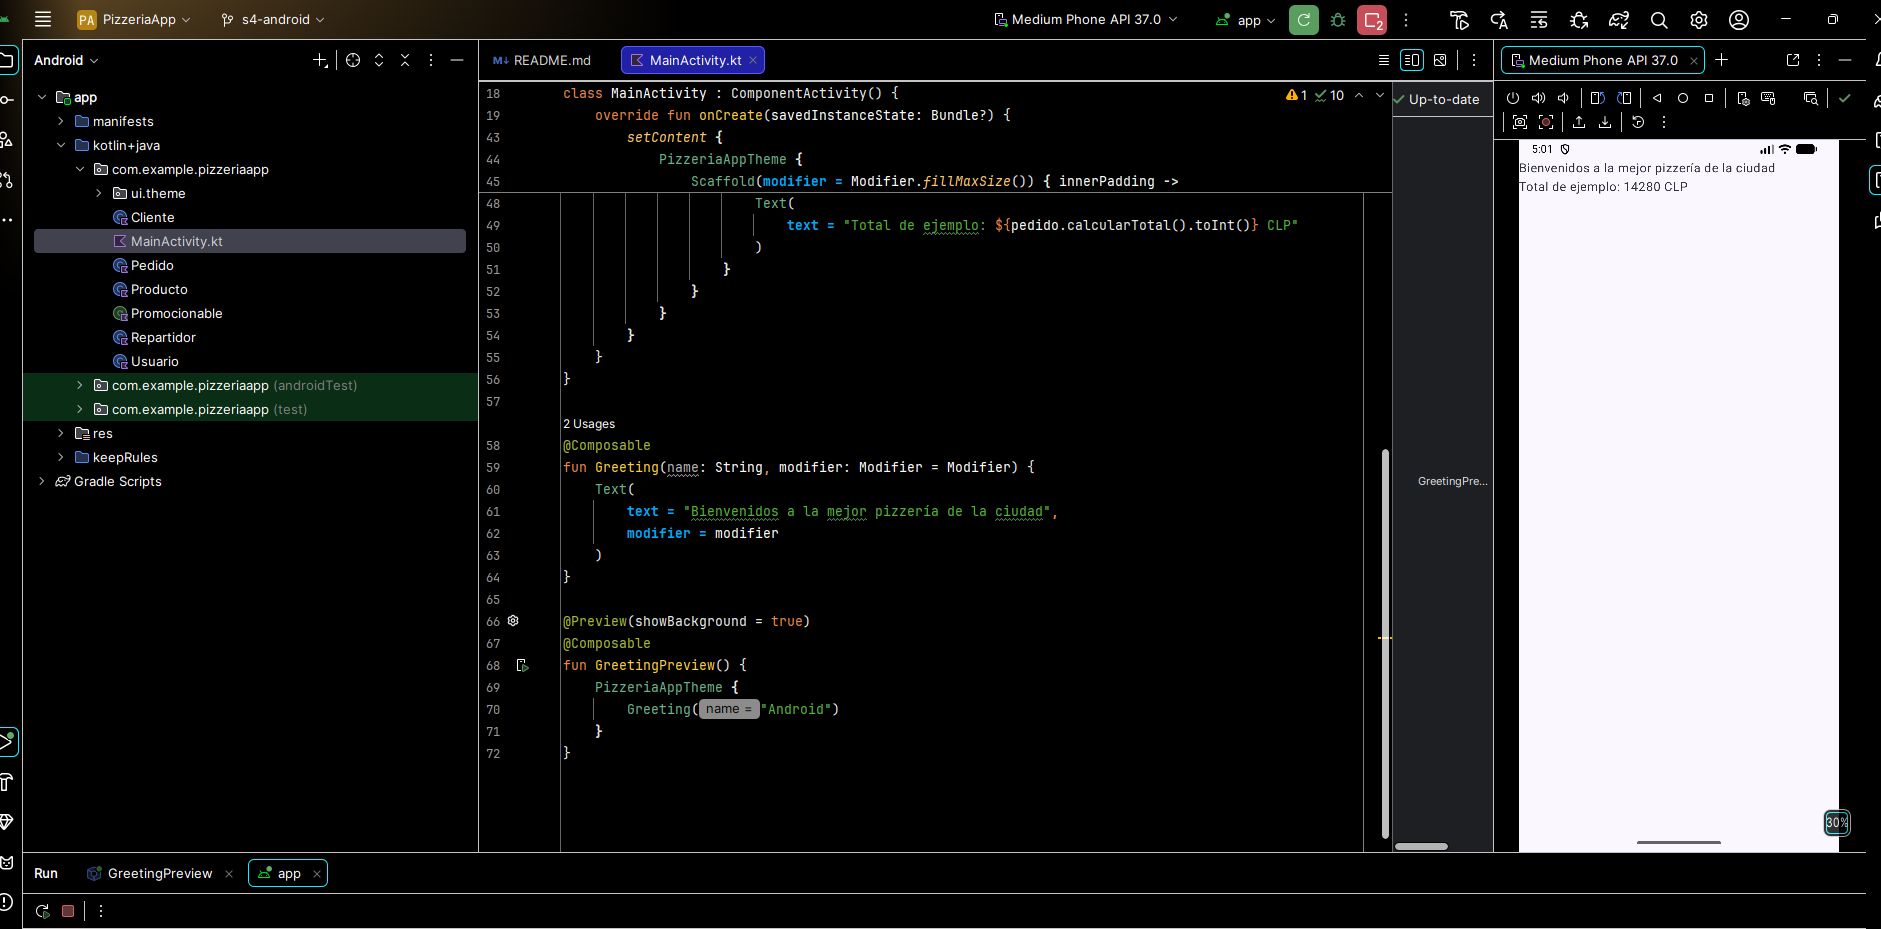 PA PizzeriaApp s4-android Medium Phone API 37.0 app 2
Android
app
manifests
kotlin+java
com.example.pizzeriaapp
ui.theme
Cliente
MainActivity.kt
Pedido
Producto
Promocionable
Repartidor
Usuario
com.example.pizzeriaapp (androidTest)
com.example.pizzeriaapp (test)
res
keepRules
Gradle Scripts
M↓ README.md MainActivity.kt
1 10
18 class MainActivity : ComponentActivity() {
19 override fun onCreate(savedInstanceState: Bundle?) {
43 setContent {
44 PizzeriaAppTheme {
45 Scaffold(modifier = Modifier.fillMaxSize()) { innerPadding ->
48 Text(
49 text = "Total de ejemplo: ${pedido.calcularTotal().toInt()} CLP"
50 )
51 }
52 }
53 }
54 }
55 }
56 }
57
2 Usages
58 @Composable
59 fun Greeting(name: String, modifier: Modifier = Modifier) {
60 Text(
61 text = "Bienvenidos a la mejor pizzería de la ciudad",
62 modifier = modifier
63 )
64 }
65
66 @Preview(showBackground = true)
67 @Composable
68 fun GreetingPreview() {
69 PizzeriaAppTheme {
70 Greeting( name = "Android")
71 }
72 }
Up-to-date
GreetingPre...
Medium Phone API 37.0
5:01
Bienvenidos a la mejor pizzería de la ciudad
Total de ejemplo: 14280 CLP
30%
Run GreetingPreview app